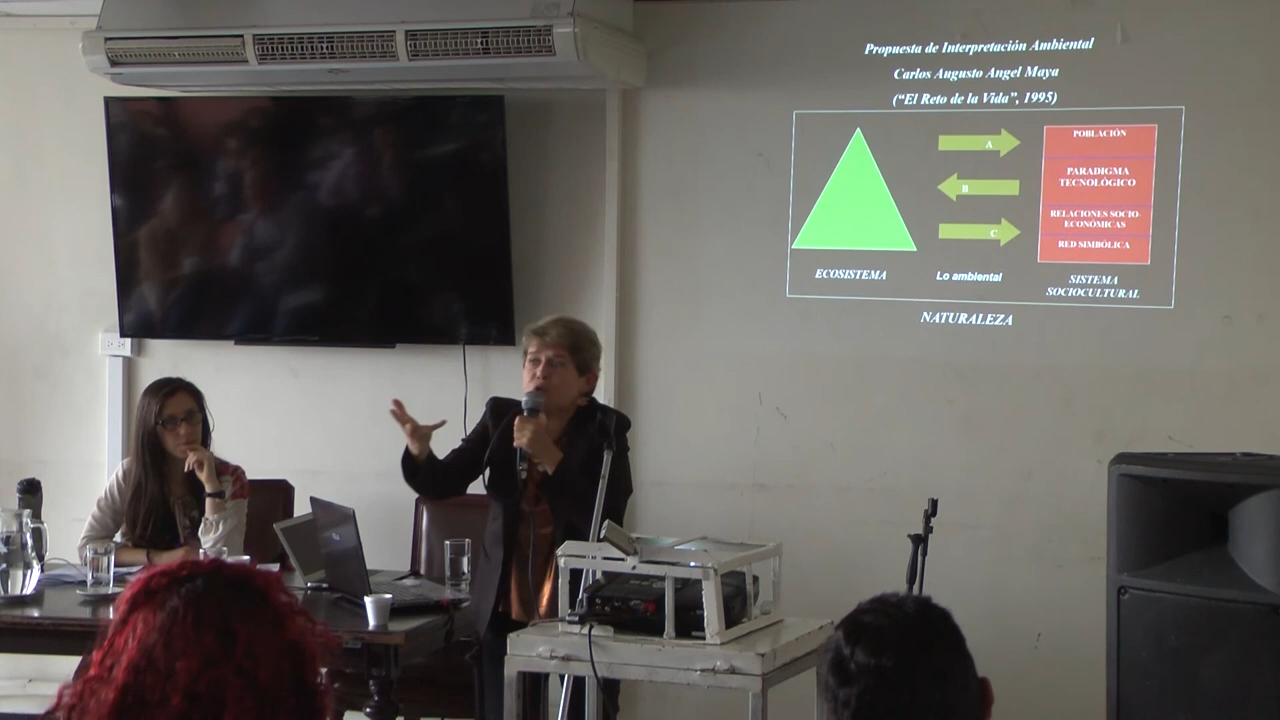 Propuesta de Interpretación Ambiental
Carlos Augusto Angel Maya
("El Reto de la Vida", 1995)
A
B
C
POBLACIÓN
PARADIGMA
TECNOLÓGICO
RELACIONES SOCIO-
ECONÓMICAS
RED SIMBÓLICA
ECOSISTEMA
Lo ambiental
SISTEMA
SOCIOCULTURAL
NATURALEZA